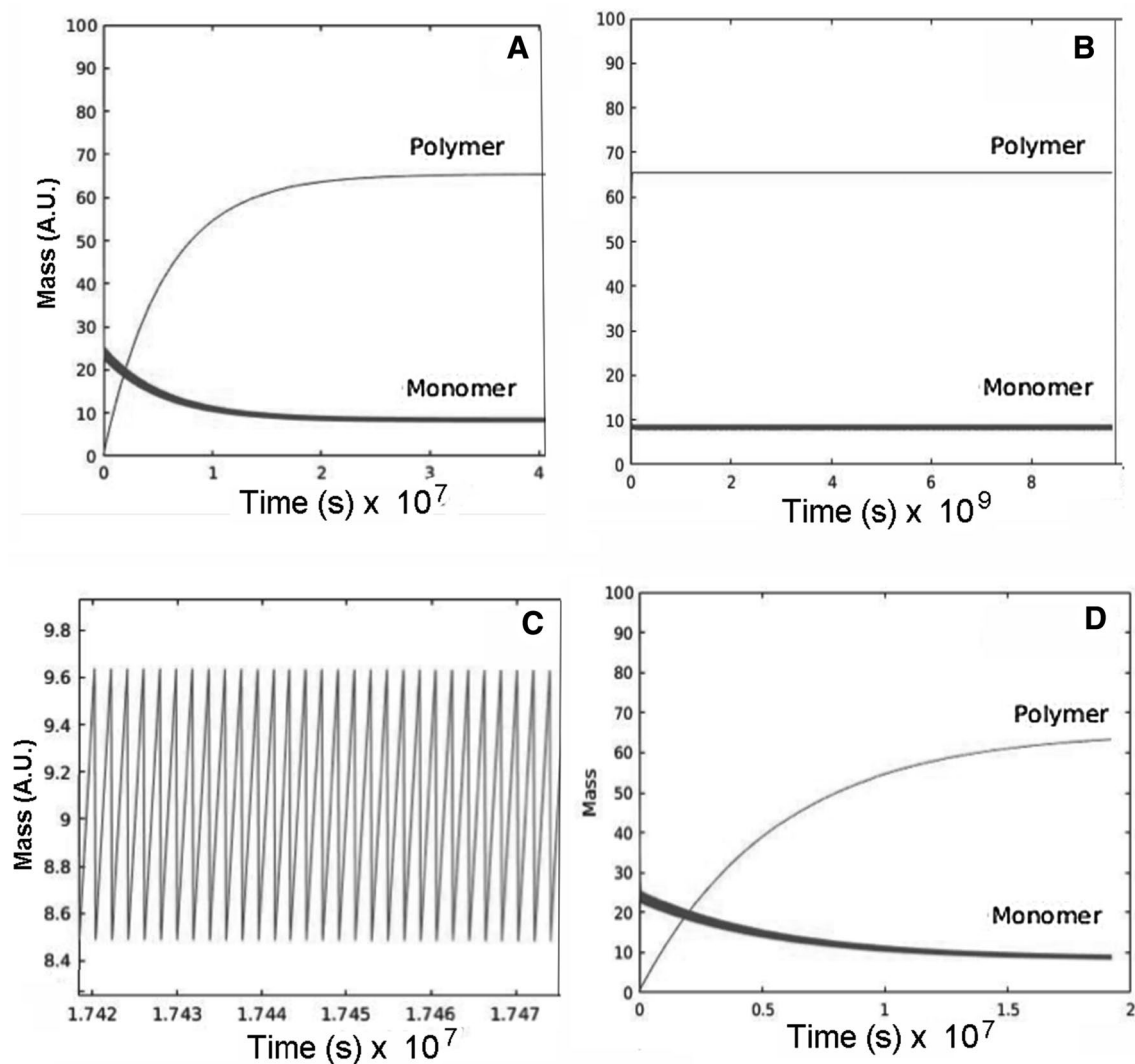 A
100
90
80
70
60
50
40
30
20
10
0
Mass (A.U.)
Polymer
Monomer
0 1 2 3 4
Time (s) x 10^7
B
100
90
80
70
60
50
40
30
20
10
0
Polymer
Monomer
0 2 4 6 8
Time (s) x 10^9
C
9.8
9.6
9.4
9.2
9
8.8
8.6
8.4
Mass (A.U.)
1.742 1.743 1.744 1.745 1.746 1.747
Time (s) x 10^7
D
100
90
80
70
60
50
40
30
20
10
0
Mass
Polymer
Monomer
0 0.5 1 1.5 2
Time (s) x 10^7